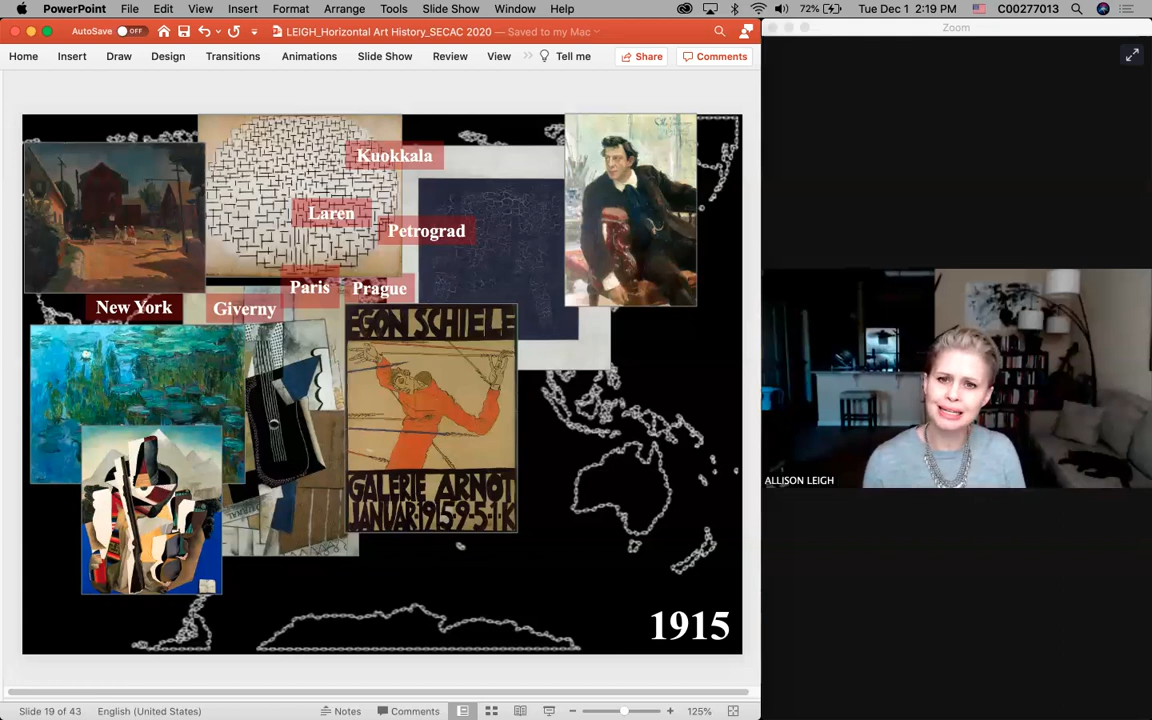 PowerPoint File Edit View Insert Format Arrange Tools Slide Show Window Help 72% Tue Dec 1 2:19 PM C00277013
AutoSave OFF LEIGH_Horizontal Art History_SECAC 2020 — Saved to my Mac
Zoom
Home Insert Draw Design Transitions Animations Slide Show Review View Tell me Share Comments
Kuokkala
Laren
Petrograd
Paris
Prague
New York
Giverny
EGON SCHIELE
GALERIE ARNOT
JANUAR·1915·9-5·1·K
1915
ALLISON LEIGH
Slide 19 of 43 English (United States) Notes Comments 125%